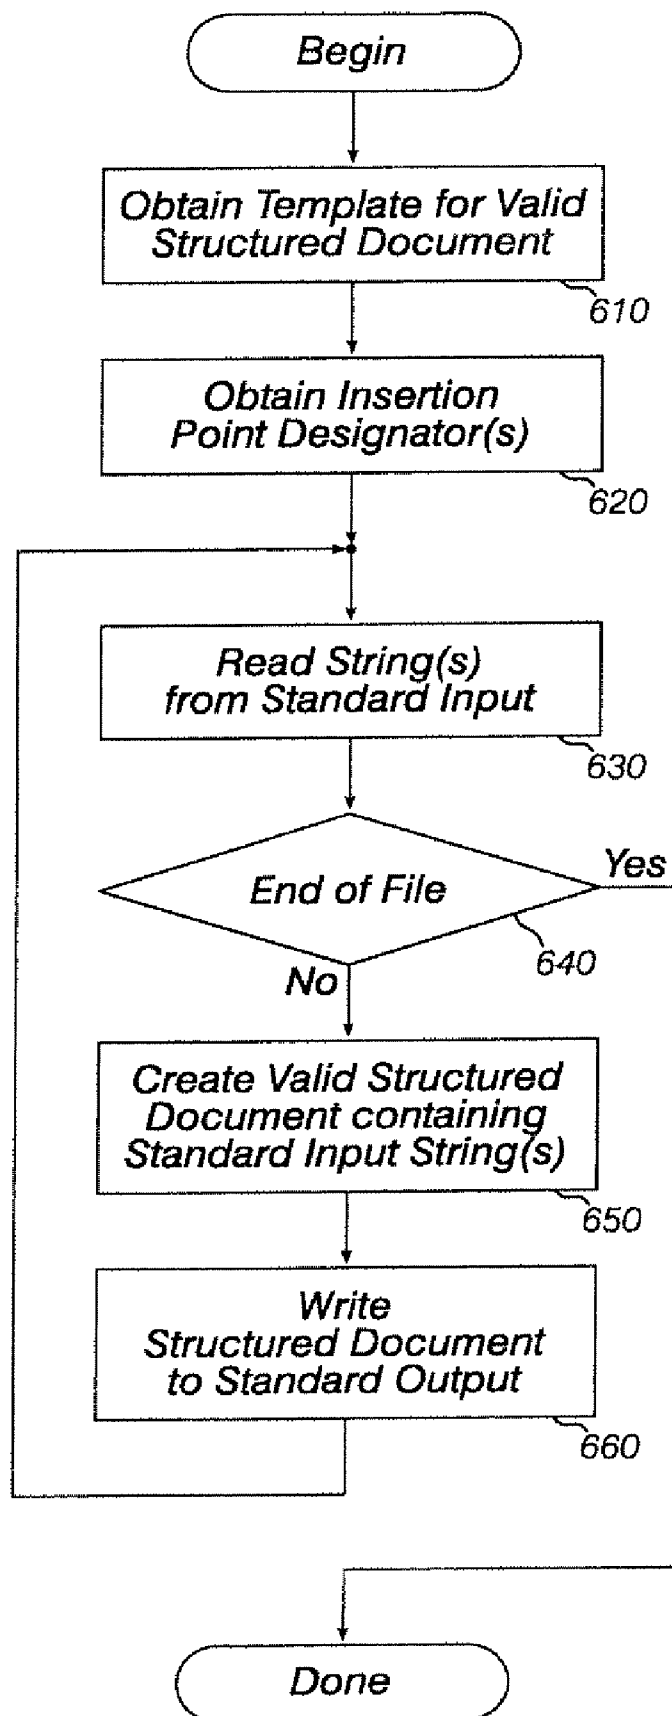 Begin
Obtain Template for Valid
Structured Document
610
Obtain Insertion
Point Designator(s)
620
Read String(s)
from Standard Input
630
End of File
Yes
640
No
Create Valid Structured
Document containing
Standard Input String(s)
650
Write
Structured Document
to Standard Output
660
Done